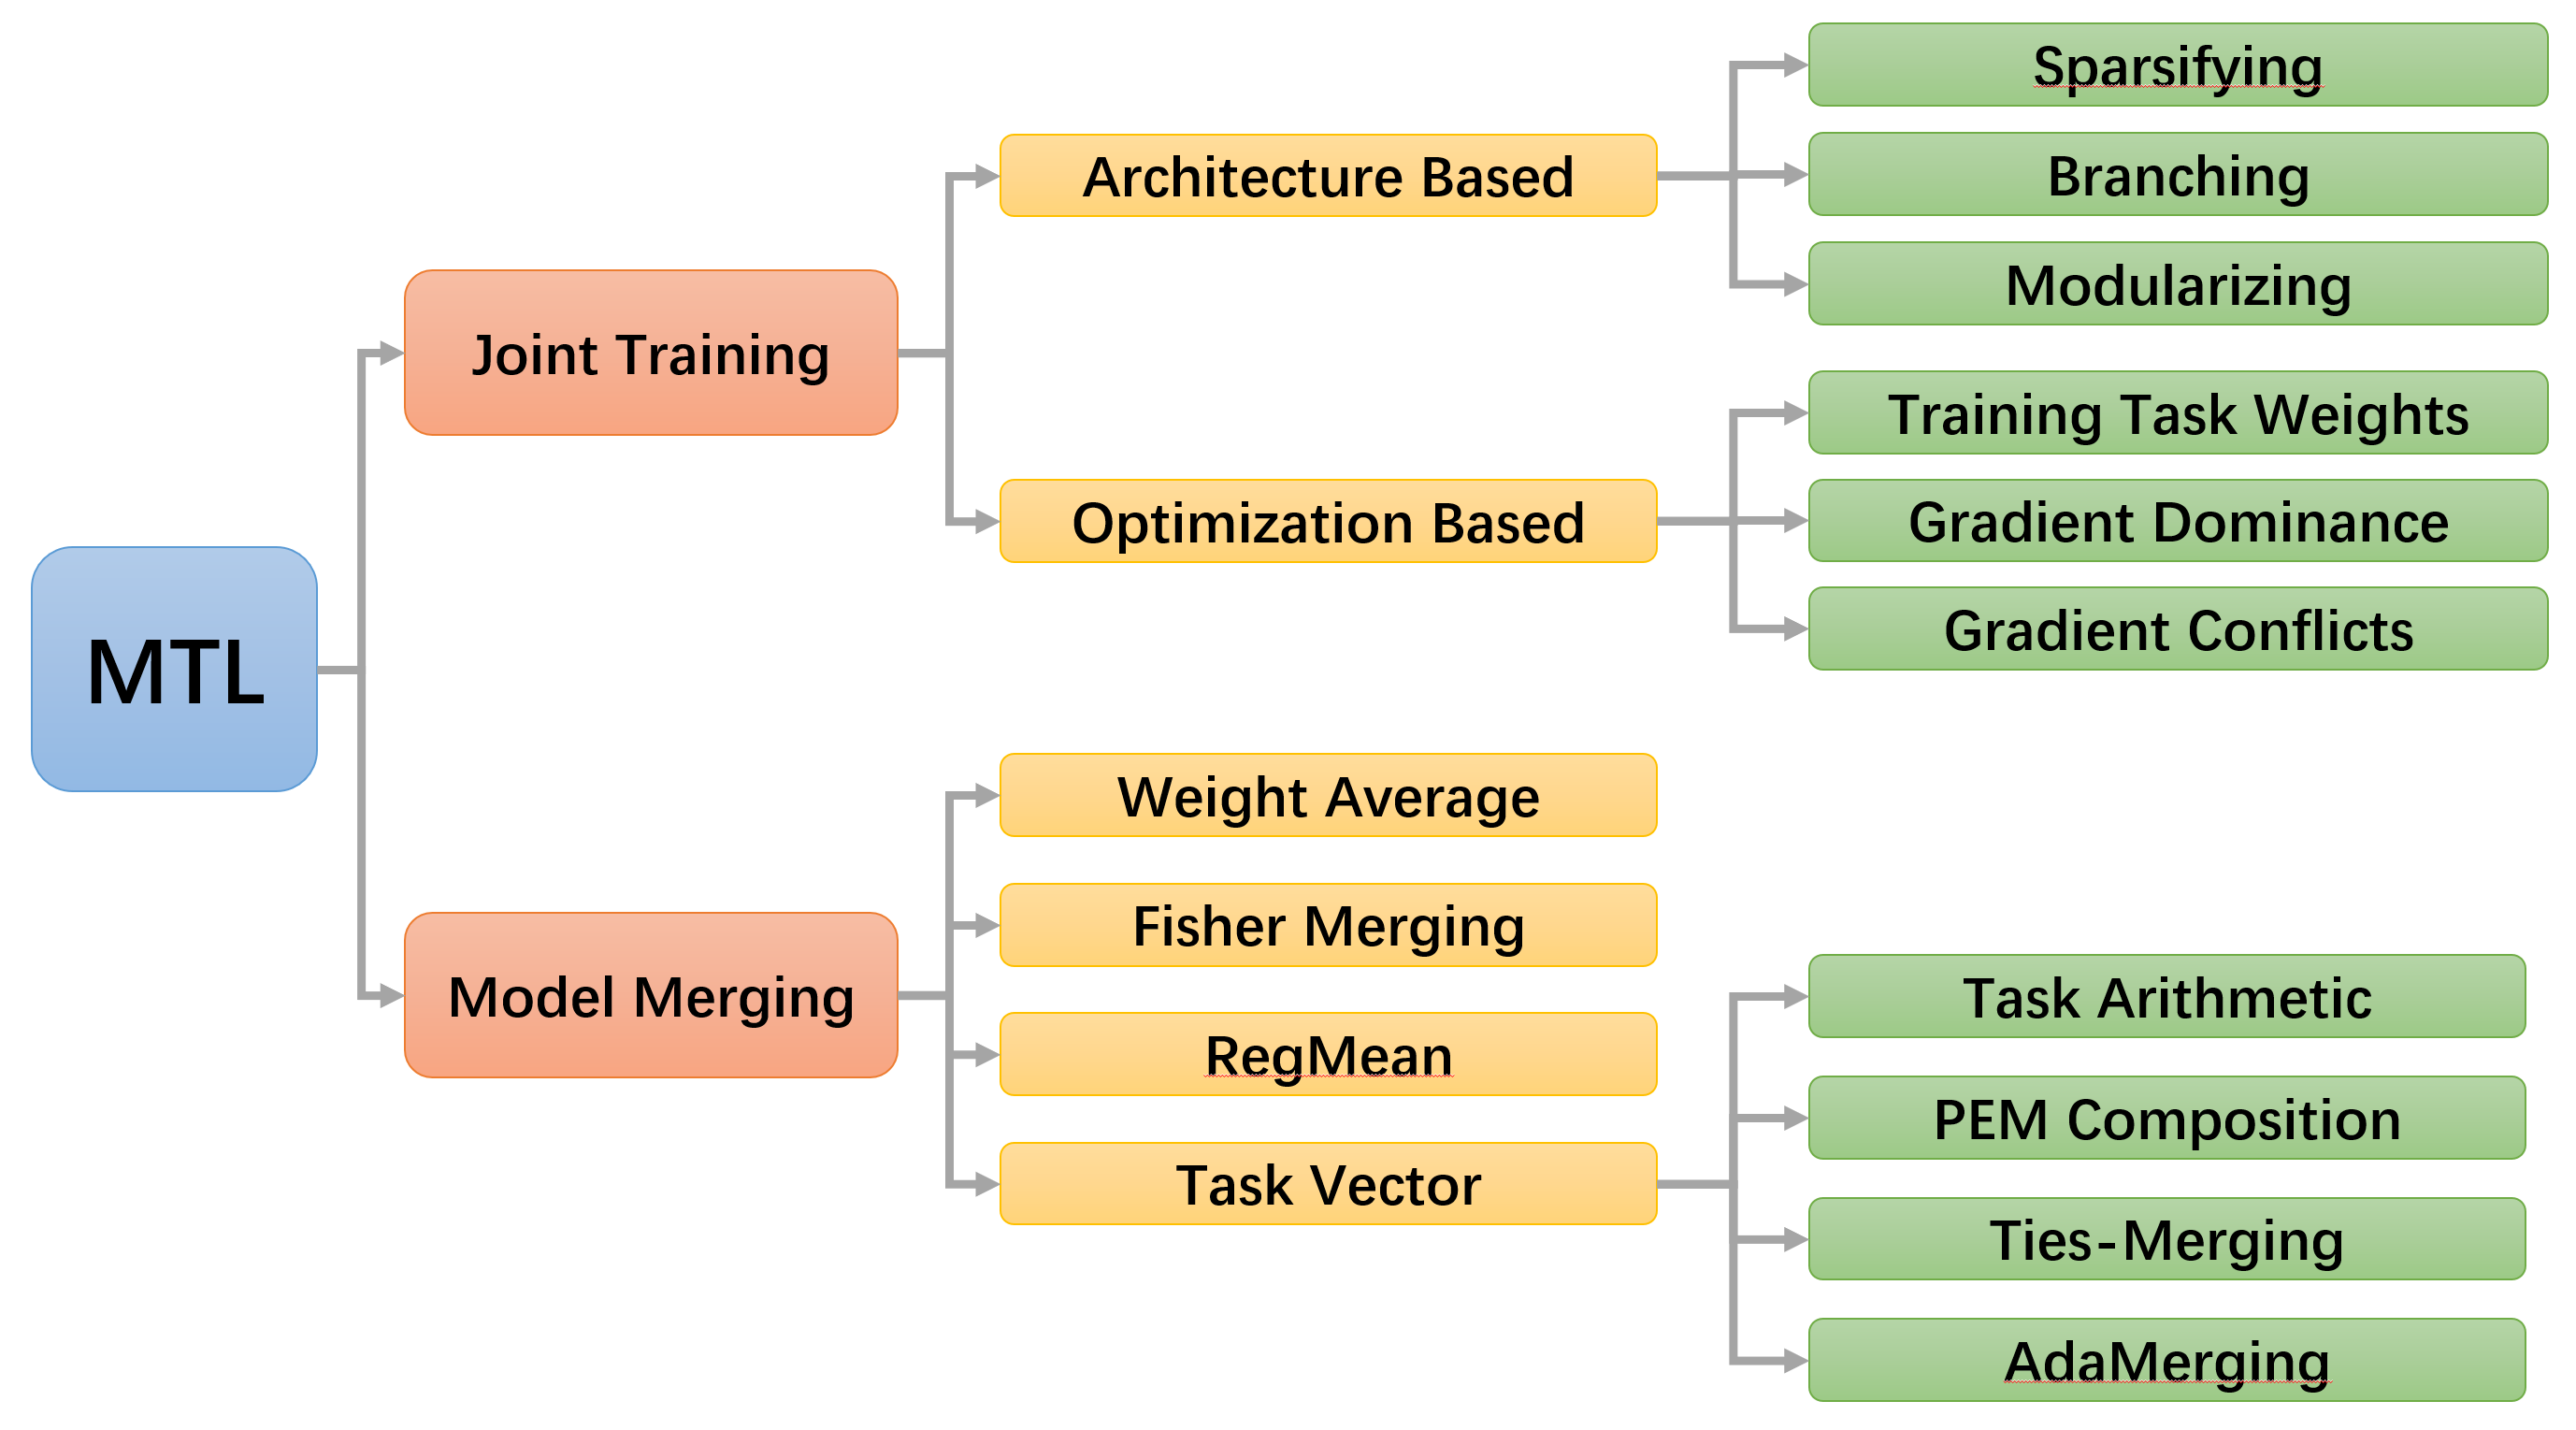 MTL
Joint Training
Architecture Based
Sparsifying
Branching
Modularizing
Optimization Based
Training Task Weights
Gradient Dominance
Gradient Conflicts
Model Merging
Weight Average
Fisher Merging
RegMean
Task Vector
Task Arithmetic
PEM Composition
Ties-Merging
AdaMerging